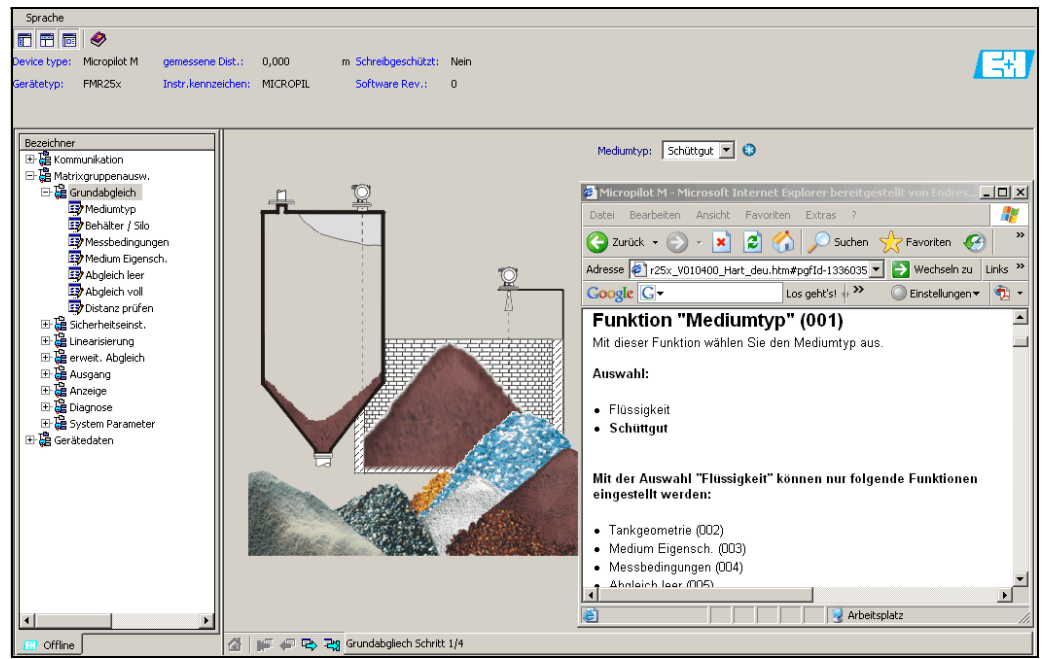 Sprache
Device type: Micropilot M gemessene Dist.: 0,000 m Schreibgeschützt: Nein
Gerätetyp: FMR25x Instr.kennzeichen: MICROPIL Software Rev.: 0
E+H
Bezeichner
Kommunikation
Matrixgruppenausw.
Grundabgleich
Mediumtyp
Behälter / Silo
Messbedingungen
Medium Eigensch.
Abgleich leer
Abgleich voll
Distanz prüfen
Sicherheitseinst.
Linearisierung
erweit. Abgleich
Ausgang
Anzeige
Diagnose
System Parameter
Gerätedaten
Offline
Mediumtyp: Schüttgut
Micropilot M - Microsoft Internet Explorer bereitgestellt von Endres...
Datei Bearbeiten Ansicht Favoriten Extras ?
Zurück Suchen Favoriten »
Adresse r25x_V010400_Hart_deu.htm#pgfId-1336035 Wechseln zu Links »
Google G Los geht's! » Einstellungen
Funktion "Mediumtyp" (001)
Mit dieser Funktion wählen Sie den Mediumtyp aus.
Auswahl:
• Flüssigkeit
• Schüttgut
Mit der Auswahl "Flüssigkeit" können nur folgende Funktionen
eingestellt werden:
• Tankgeometrie (002)
• Medium Eigensch. (003)
• Messbedingungen (004)
• Abgleich leer (005)
Arbeitsplatz
Grundabgliech Schritt 1/4